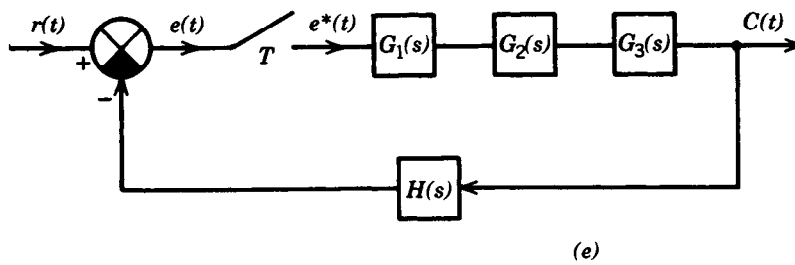 r(t) e(t) e*(t) G₁(s) G₂(s) G₃(s) C(t)
+ T
−
H(s)
(e)